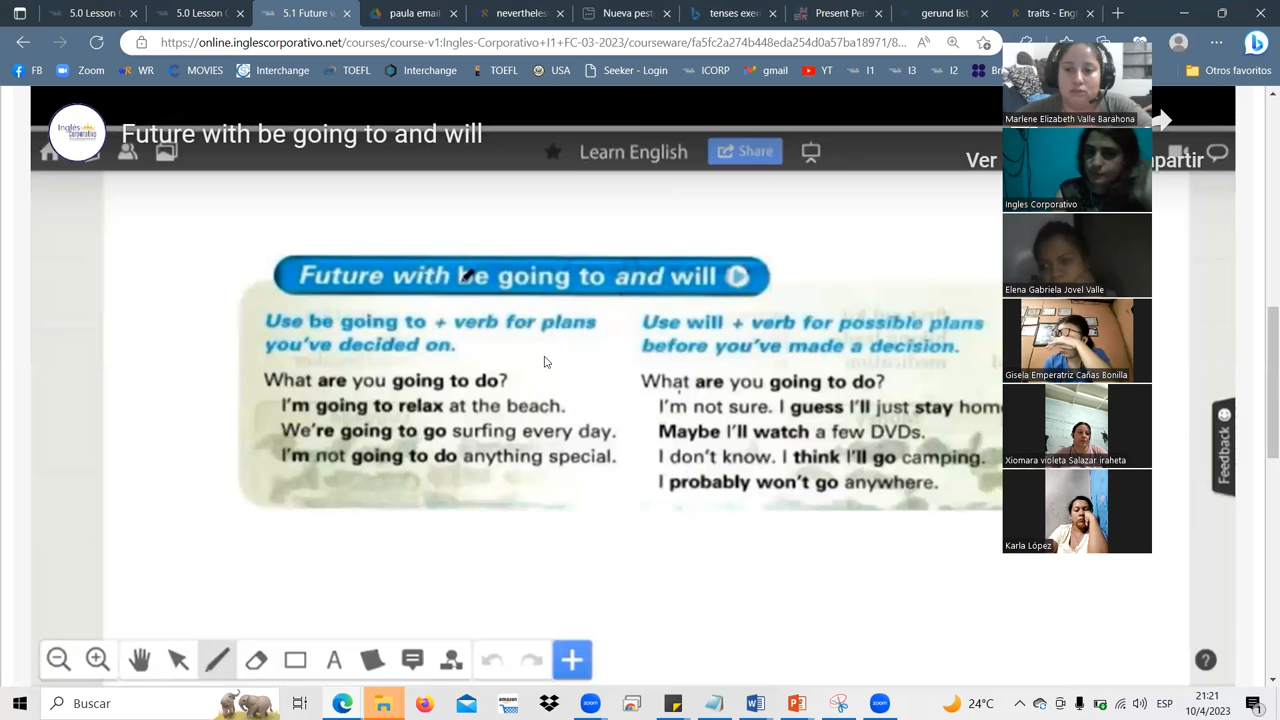 5.0 Lesson
5.0 Lesson (
5.1 Future v
paula email
nevertheles
Nueva pest
tenses exer
Present Per
gerund list
traits - Eng
https://online.inglescorporativo.net/courses/course-v1:Ingles-Corporativo+I1+FC-03-2023/courseware/fa5fc2a274b448eda254d0a57ba18971/8...
FB
Zoom
WR
MOVIES
Interchange
TOEFL
Interchange
TOEFL
USA
Seeker - Login
ICORP
gmail
YT
I1
I3
I2
Br
Otros favoritos
Future with be going to and will
Learn English
Share
Ver
partir
Future with be going to and will
Use be going to + verb for plans
you've decided on.
What are you going to do?
I'm going to relax at the beach.
We're going to go surfing every day.
I'm not going to do anything special.
Use will + verb for possible plans
before you've made a decision.
What are you going to do?
I'm not sure. I guess I'll just stay hom
Maybe I'll watch a few DVDs.
I don't know. I think I'll go camping.
I probably won't go anywhere.
Marlene Elizabeth Valle Barahona
Ingles Corporativo
Elena Gabriela Jovel Valle
Gisela Emperatriz Cañas Bonilla
Xiomara violeta Salazar iraheta
Karla López
Feedback
Buscar
24°C
ESP
21:21
10/4/2023